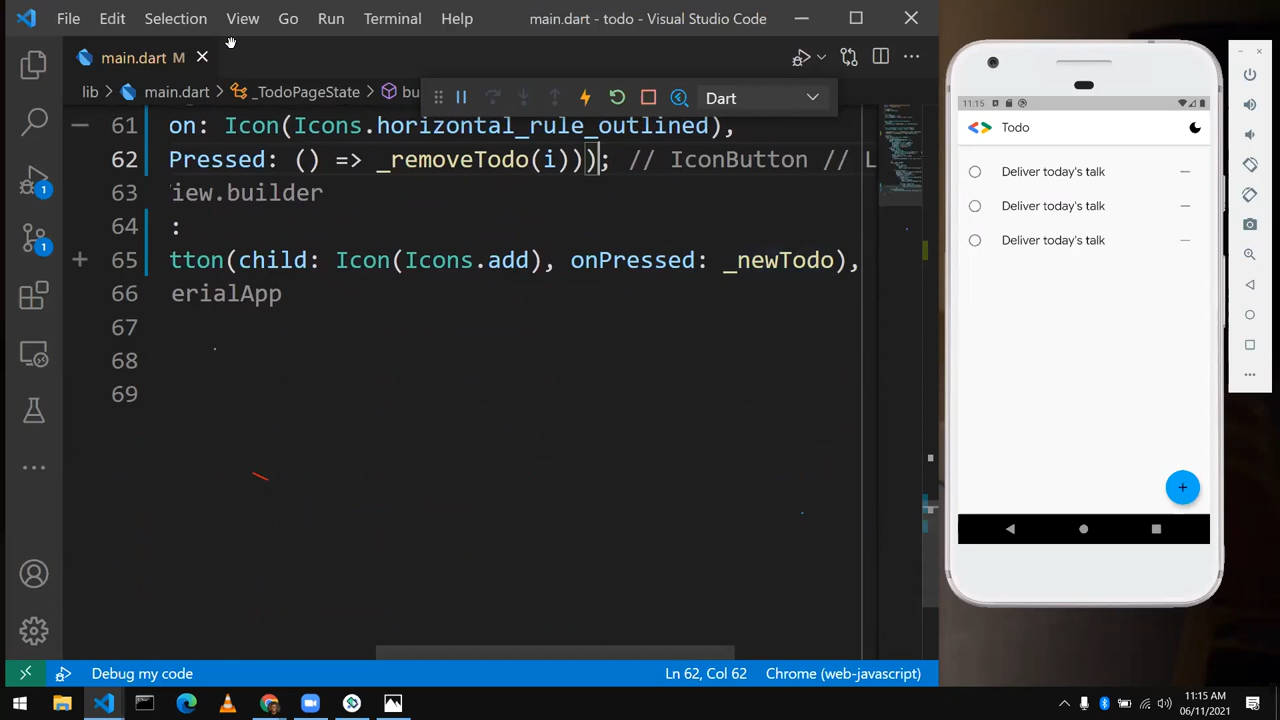 File Edit Selection View Go Run Terminal Help main.dart - todo - Visual Studio Code
main.dart M
lib main.dart _TodoPageState bu
Dart
61 on: Icon(Icons.horizontal_rule_outlined),
62 Pressed: () => _removeTodo(i))); // IconButton // L
63 iew.builder
64 :
65 tton(child: Icon(Icons.add), onPressed: _newTodo),
66 erialApp
67
68
69
1
1
Ln 62, Col 62 Chrome (web-javascript)
Debug my code
11:15 AM
06/11/2021
11:15
Todo
Deliver today's talk
Deliver today's talk
Deliver today's talk